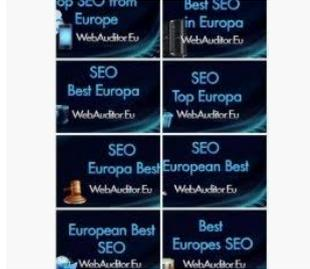 op SEO from
Europe
WebAuditor.Eu
Best SEO
in Europa
WebAuditor.Eu
SEO
Best Europa
WebAuditor.Eu
SEO
Top Europa
WebAuditor.Eu
SEO
Europa Best
WebAuditor.Eu
SEO
European Best
WebAuditor.Eu
European Best
SEO
WebAuditor.Eu
Best
Europes SEO
WebAuditor.Eu